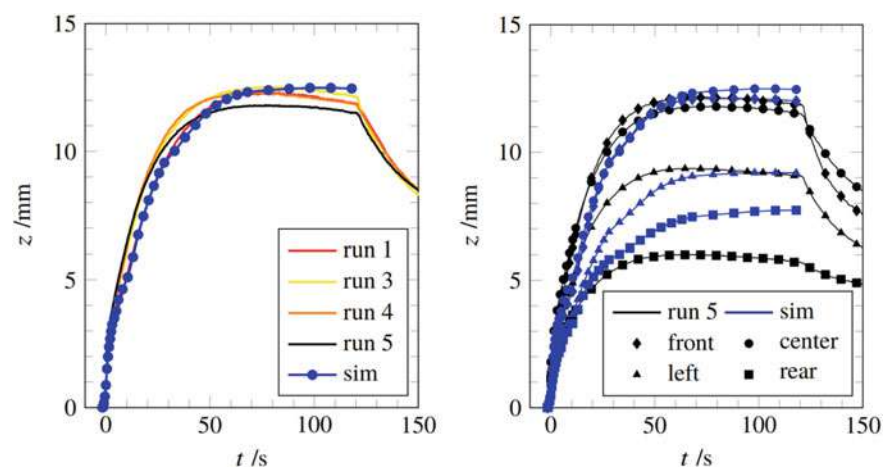 15
10
5
0
z /mm
0
50
100
150
t /s
run 1
run 3
run 4
run 5
sim
15
10
5
0
z /mm
0
50
100
150
t /s
run 5
sim
front
center
left
rear